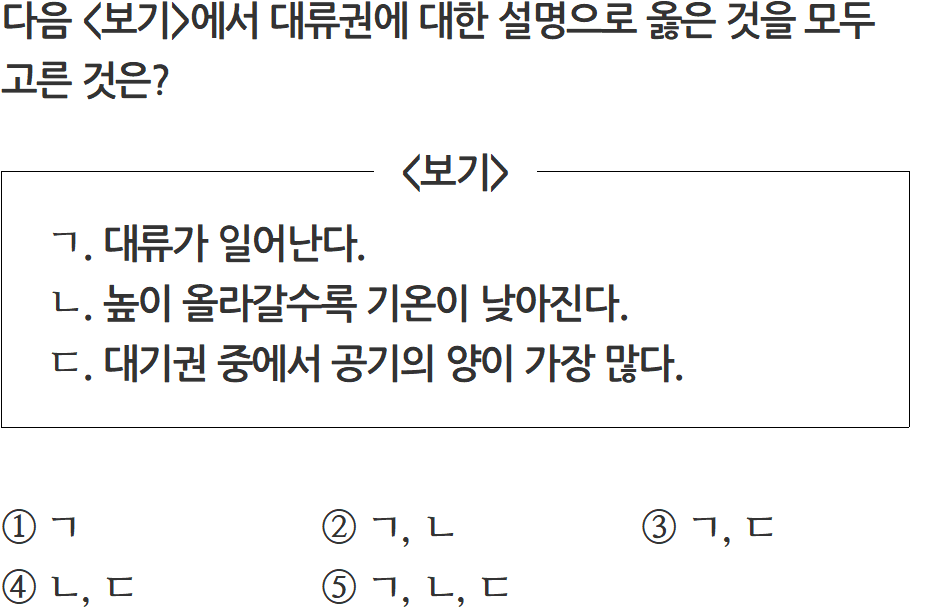 다음 <보기>에서 대류권에 대한 설명으로 옳은 것을 모두
고른 것은?
<보기>
ㄱ. 대류가 일어난다.
ㄴ. 높이 올라갈수록 기온이 낮아진다.
ㄷ. 대기권 중에서 공기의 양이 가장 많다.
① ㄱ ② ㄱ, ㄴ ③ ㄱ, ㄷ
④ ㄴ, ㄷ ⑤ ㄱ, ㄴ, ㄷ